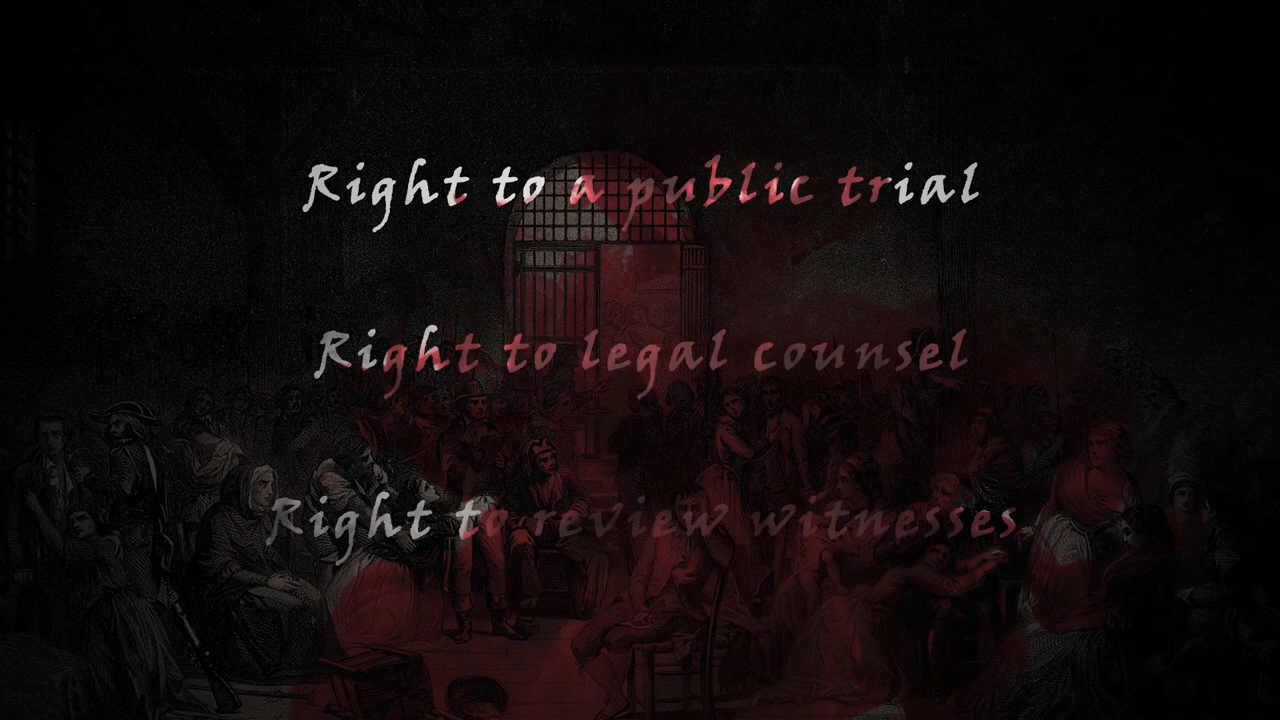 Right to a public trial
Right to legal counsel
Right to review witnesses